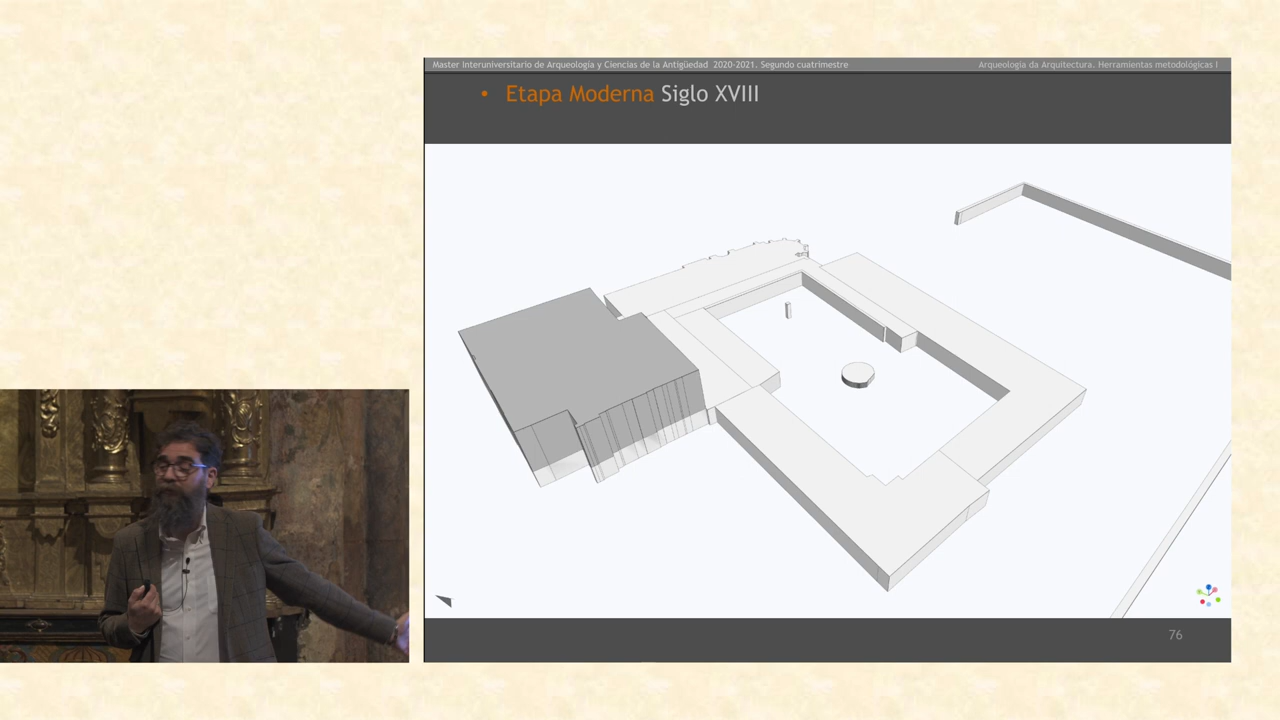 Master Interuniversitario de Arqueología y Ciencias de la Antigüedad 2020-2021. Segundo cuatrimestre
Arqueología da Arquitectura. Herramientas metodológicas I
• Etapa Moderna Siglo XVIII
76